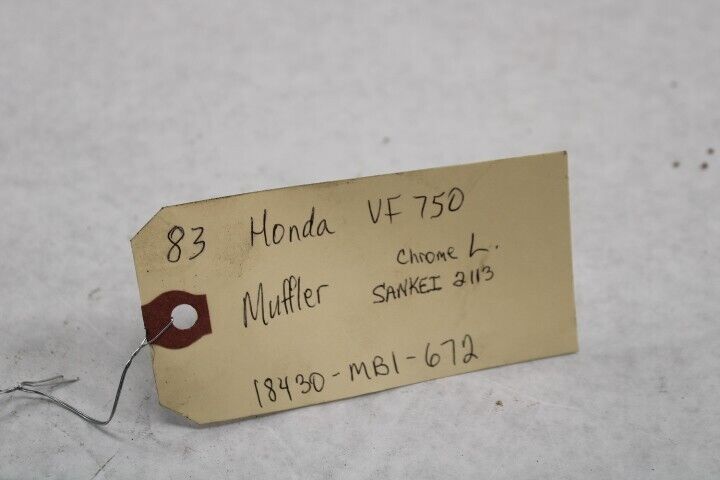 83 Honda VF 750
Muffler Chrome L.
SANKEI 2113
18430-MB1-672